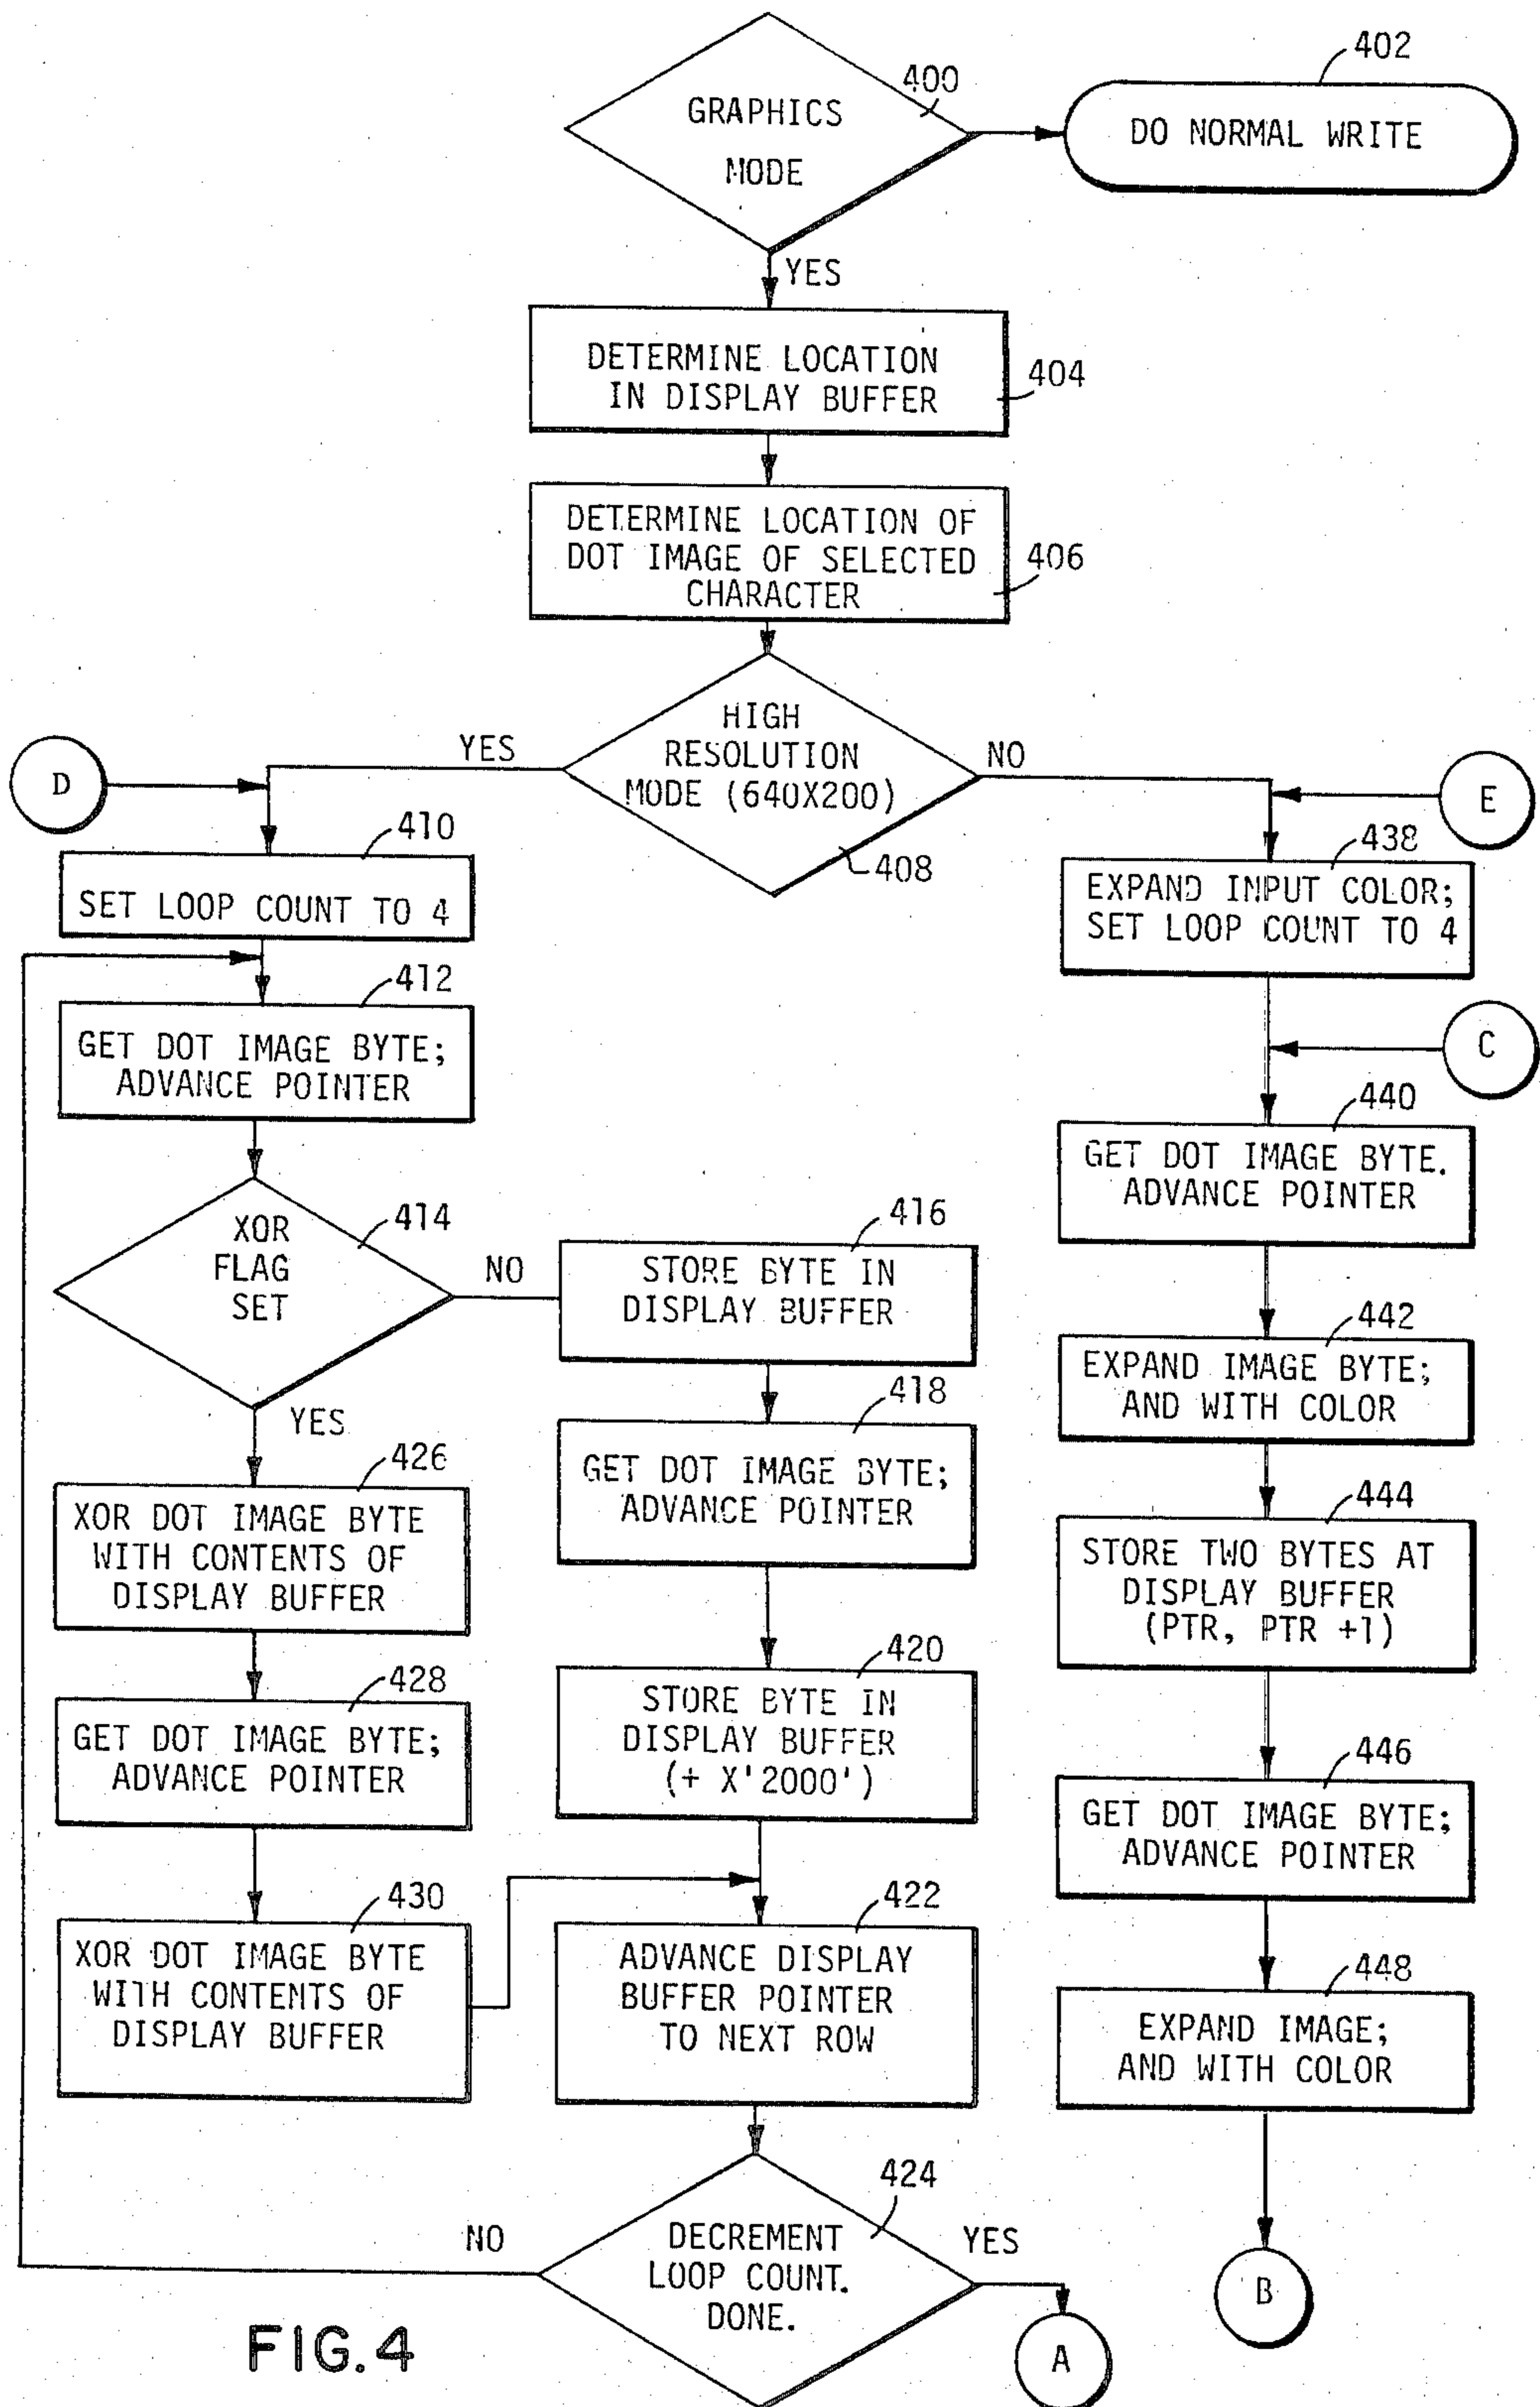 400
GRAPHICS
MODE
402
DO NORMAL WRITE
YES
DETERMINE LOCATION
IN DISPLAY BUFFER
404
DETERMINE LOCATION OF
DOT IMAGE OF SELECTED
CHARACTER
406
HIGH
RESOLUTION
MODE (640X200)
408
YES
NO
D
E
410
SET LOOP COUNT TO 4
412
GET DOT IMAGE BYTE;
ADVANCE POINTER
414
XOR
FLAG
SET
NO
YES
416
STORE BYTE IN
DISPLAY BUFFER
418
GET DOT IMAGE BYTE;
ADVANCE POINTER
420
STORE BYTE IN
DISPLAY BUFFER
(+ X'2000')
426
XOR DOT IMAGE BYTE
WITH CONTENTS OF
DISPLAY BUFFER
428
GET DOT IMAGE BYTE;
ADVANCE POINTER
430
XOR DOT IMAGE BYTE
WITH CONTENTS OF
DISPLAY BUFFER
422
ADVANCE DISPLAY
BUFFER POINTER
TO NEXT ROW
424
DECREMENT
LOOP COUNT.
DONE.
NO
YES
A
438
EXPAND INPUT COLOR;
SET LOOP COUNT TO 4
C
440
GET DOT IMAGE BYTE.
ADVANCE POINTER
442
EXPAND IMAGE BYTE;
AND WITH COLOR
444
STORE TWO BYTES AT
DISPLAY BUFFER
(PTR, PTR +1)
446
GET DOT IMAGE BYTE;
ADVANCE POINTER
448
EXPAND IMAGE;
AND WITH COLOR
B
FIG.4